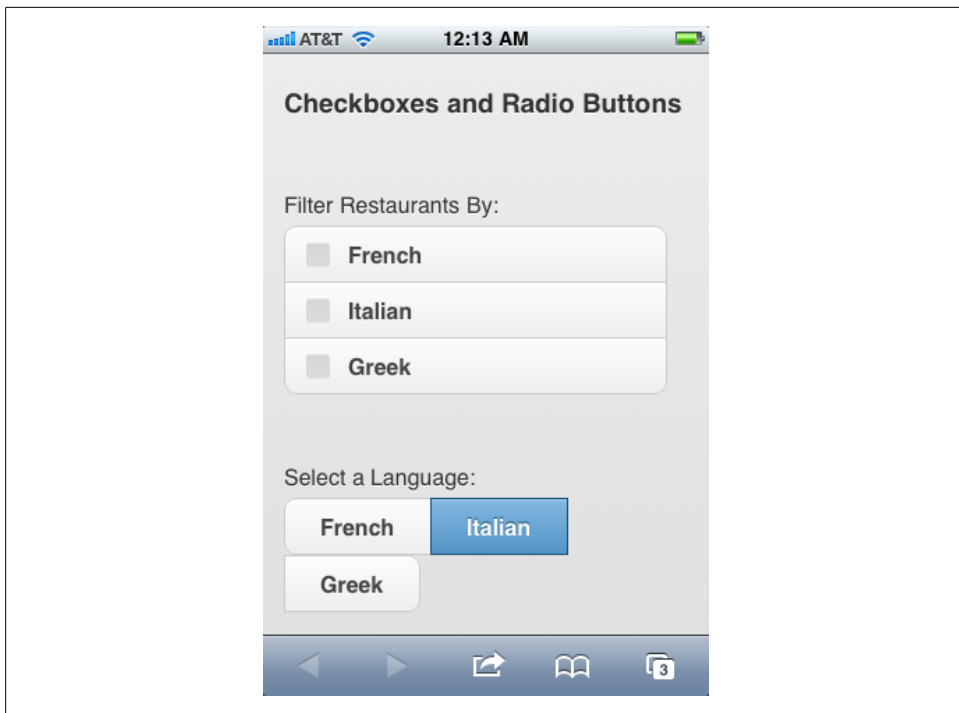 AT&T 12:13 AM
Checkboxes and Radio Buttons
Filter Restaurants By:
French
Italian
Greek
Select a Language:
French Italian
Greek
3